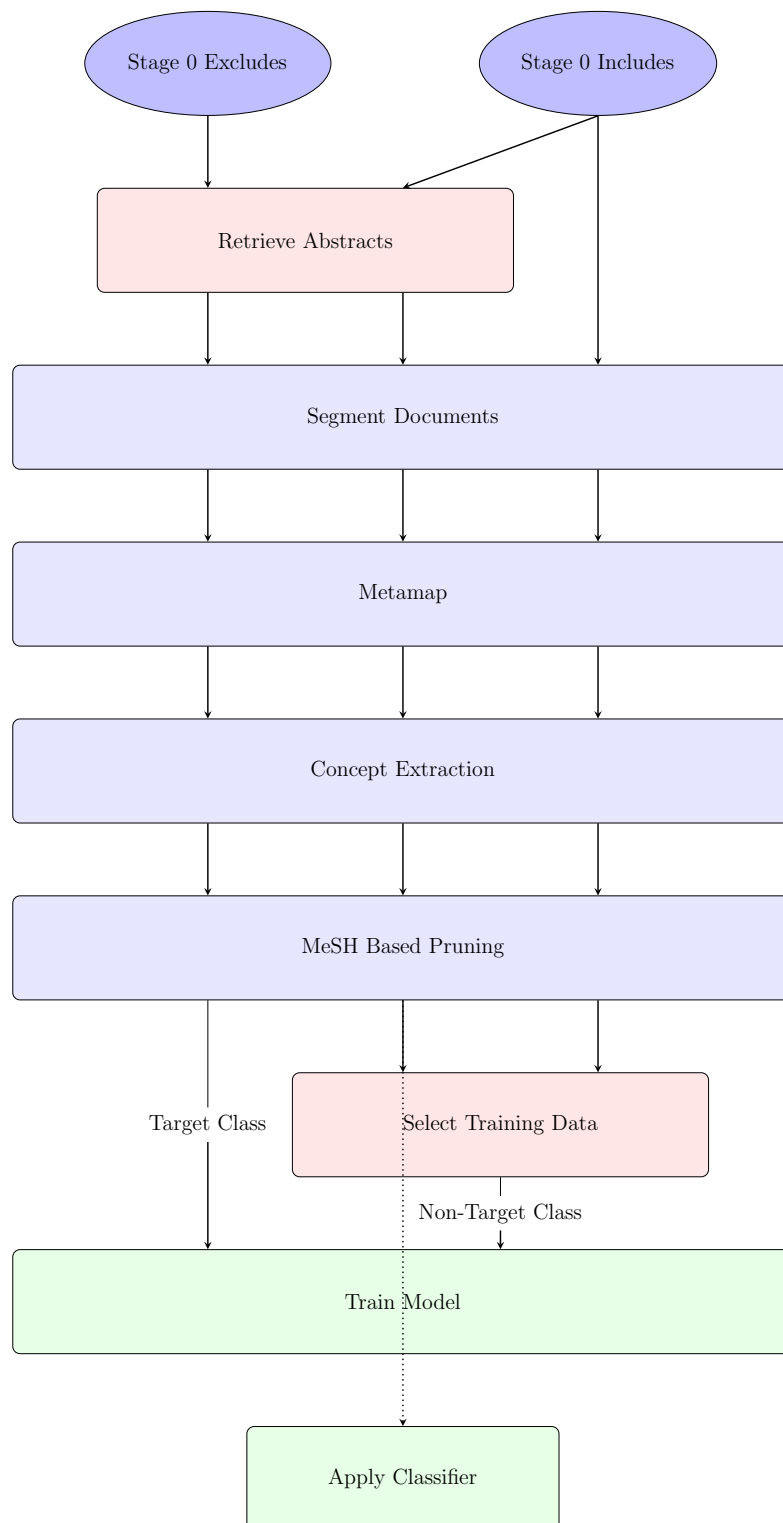 Stage 0 Excludes
Stage 0 Includes
Retrieve Abstracts
Segment Documents
Metamap
Concept Extraction
MeSH Based Pruning
Target Class
Select Training Data
Non-Target Class
Train Model
Apply Classifier